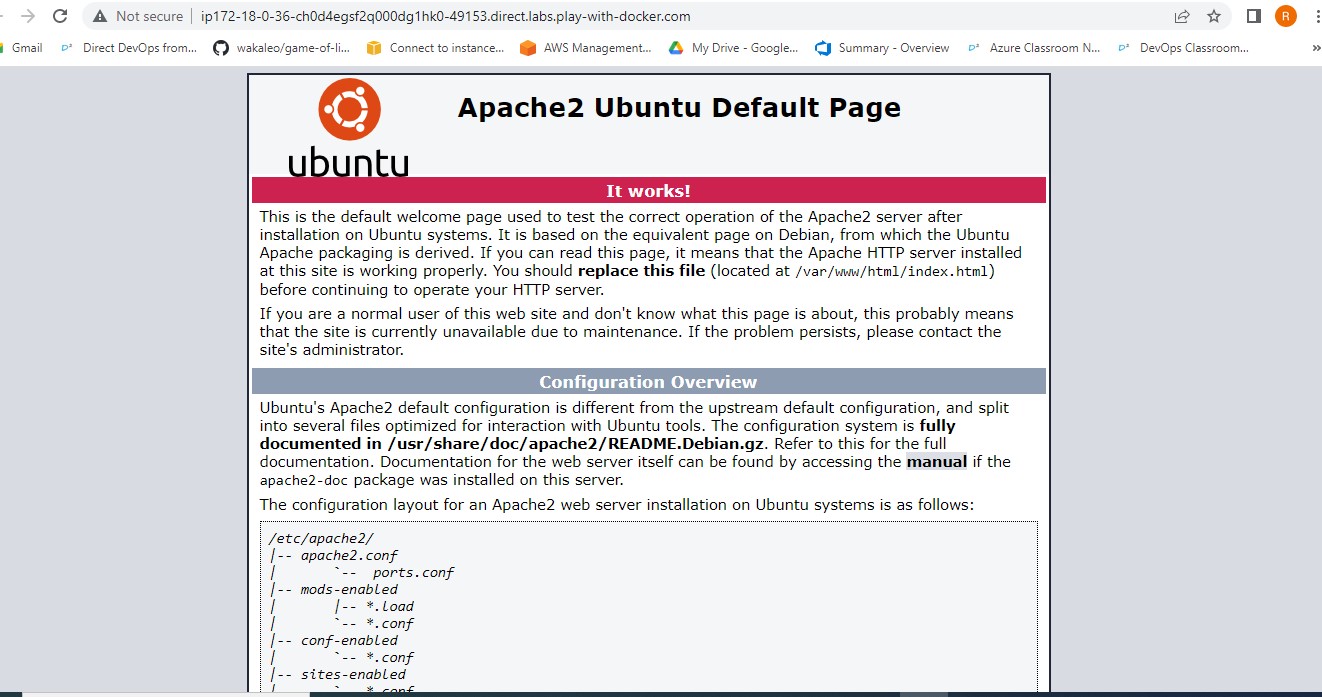 Not secure | ip172-18-0-36-ch0d4egsf2q000dg1hk0-49153.direct.labs.play-with-docker.com
R
Gmail Direct DevOps from... wakaleo/game-of-li... Connect to instance... AWS Management... My Drive - Google... Summary - Overview Azure Classroom N... DevOps Classroom... »
ubuntu
Apache2 Ubuntu Default Page
It works!
This is the default welcome page used to test the correct operation of the Apache2 server after
installation on Ubuntu systems. It is based on the equivalent page on Debian, from which the Ubuntu
Apache packaging is derived. If you can read this page, it means that the Apache HTTP server installed
at this site is working properly. You should replace this file (located at /var/www/html/index.html)
before continuing to operate your HTTP server.
If you are a normal user of this web site and don't know what this page is about, this probably means
that the site is currently unavailable due to maintenance. If the problem persists, please contact the
site's administrator.
Configuration Overview
Ubuntu's Apache2 default configuration is different from the upstream default configuration, and split
into several files optimized for interaction with Ubuntu tools. The configuration system is fully
documented in /usr/share/doc/apache2/README.Debian.gz. Refer to this for the full
documentation. Documentation for the web server itself can be found by accessing the manual if the
apache2-doc package was installed on this server.
The configuration layout for an Apache2 web server installation on Ubuntu systems is as follows:
/etc/apache2/
|-- apache2.conf
|       `--  ports.conf
|-- mods-enabled
|       |-- *.load
|       `-- *.conf
|-- conf-enabled
|       `-- *.conf
|-- sites-enabled
|       `-- *.conf